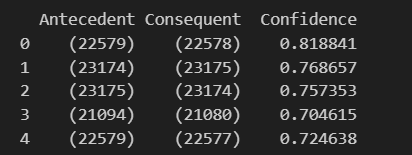 Antecedent Consequent Confidence
0 (22579) (22578) 0.818841
1 (23174) (23175) 0.768657
2 (23175) (23174) 0.757353
3 (21094) (21080) 0.704615
4 (22579) (22577) 0.724638